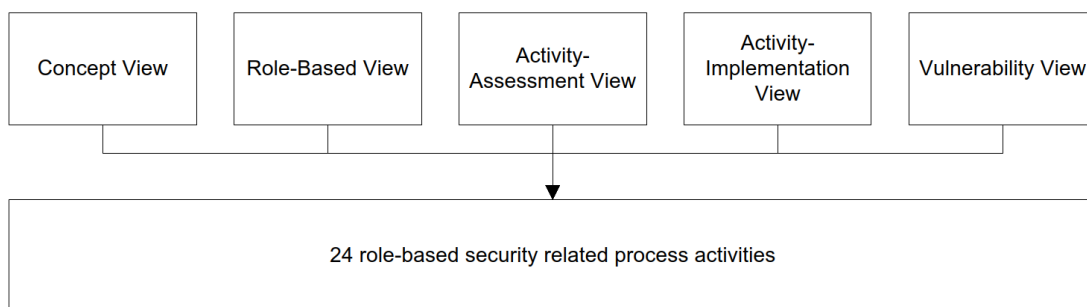 Concept View
Role-Based View
Activity-
Assessment View
Activity-
Implementation
View
Vulnerability View
24 role-based security related process activities